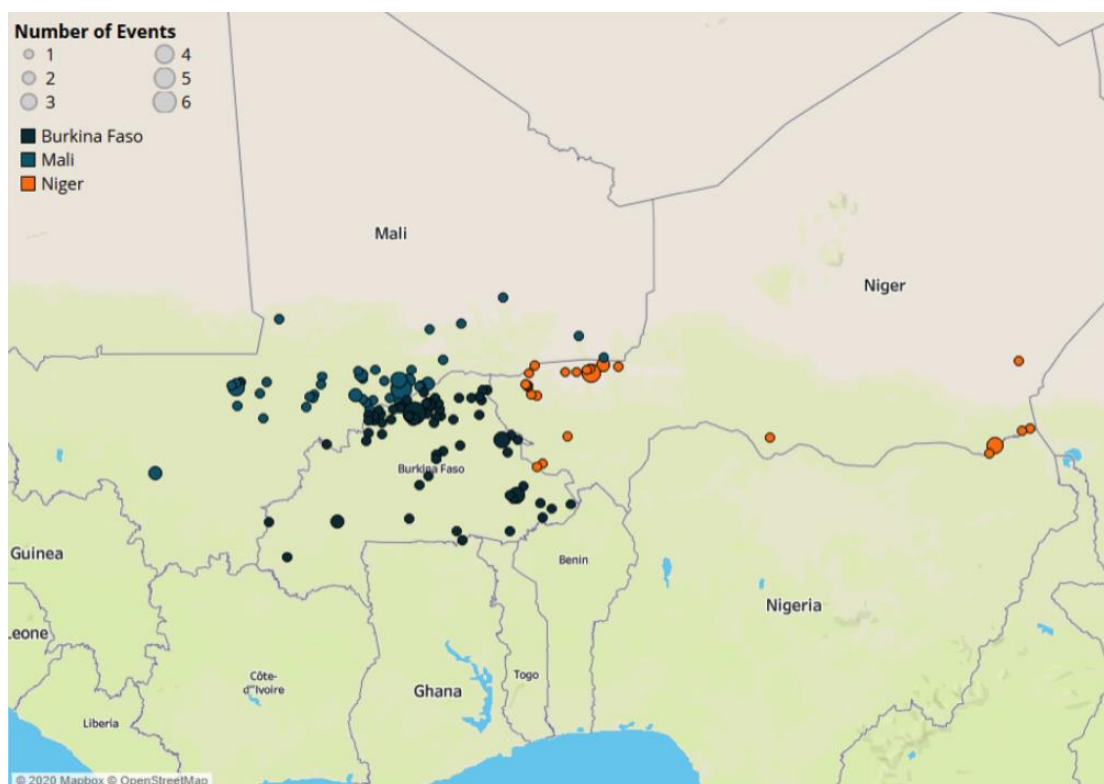 Number of Events
1
2
3
4
5
6
Burkina Faso
Mali
Niger
Mali
Niger
Burkina Faso
Guinea
Benin
Nigeria
Leone
Côte-
d'Ivoire
Ghana
Togo
Liberia
© 2020 Mapbox © OpenStreetMap